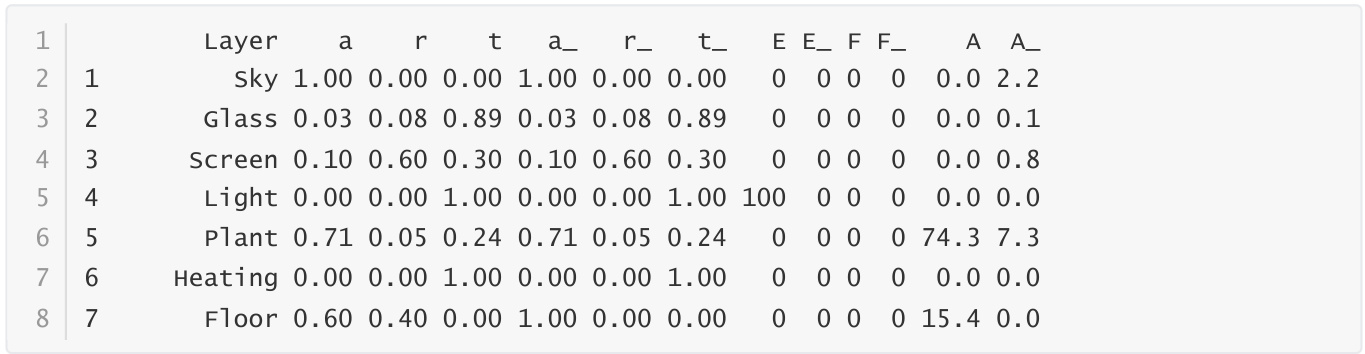 1 Layer a r t a_ r_ t_ E E_ F F_ A A_
2 1 Sky 1.00 0.00 0.00 1.00 0.00 0.00 0 0 0 0 0.0 2.2
3 2 Glass 0.03 0.08 0.89 0.03 0.08 0.89 0 0 0 0 0.0 0.1
4 3 Screen 0.10 0.60 0.30 0.10 0.60 0.30 0 0 0 0 0.0 0.8
5 4 Light 0.00 0.00 1.00 0.00 0.00 1.00 100 0 0 0 0.0 0.0
6 5 Plant 0.71 0.05 0.24 0.71 0.05 0.24 0 0 0 0 74.3 7.3
7 6 Heating 0.00 0.00 1.00 0.00 0.00 1.00 0 0 0 0 0.0 0.0
8 7 Floor 0.60 0.40 0.00 1.00 0.00 0.00 0 0 0 0 15.4 0.0